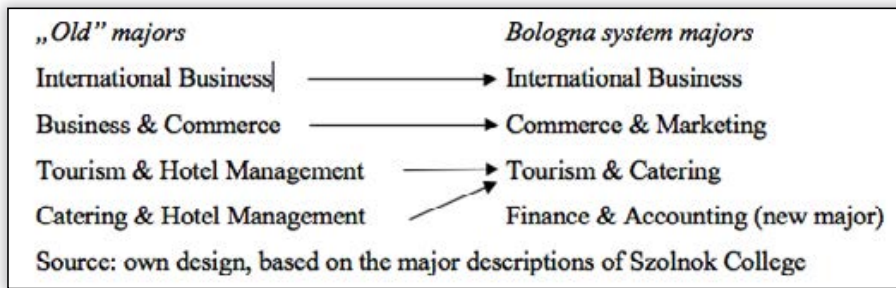 „Old” majors Bologna system majors
International Business International Business
Business & Commerce Commerce & Marketing
Tourism & Hotel Management Tourism & Catering
Catering & Hotel Management Finance & Accounting (new major)
Source: own design, based on the major descriptions of Szolnok College